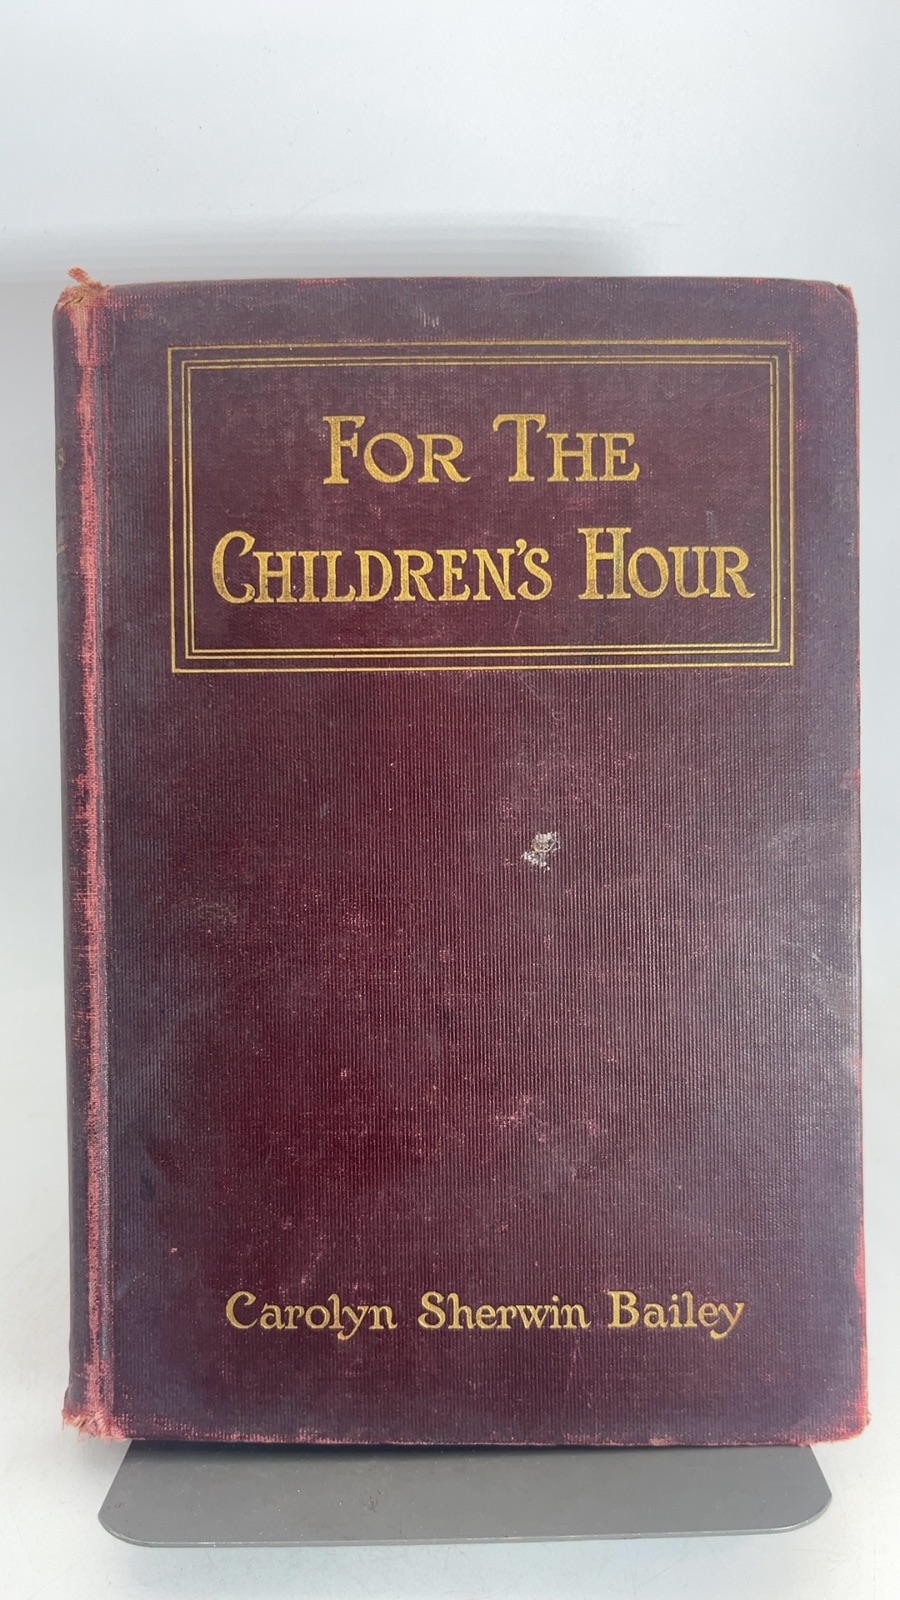 FOR THE
CHILDREN'S HOUR
Carolyn Sherwin Bailey